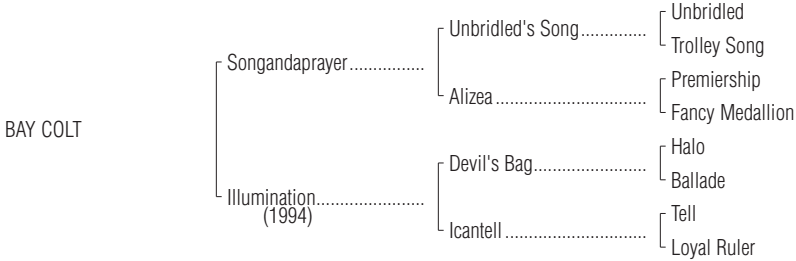 Unbridled
Unbridled's Song..............
Trolley Song
Songandaprayer................
Premiership
Alizea................................
Fancy Medallion
BAY COLT
Halo
Devil's Bag........................
Ballade
Illumination.......................
(1994)
Tell
Icantell..............................
Loyal Ruler